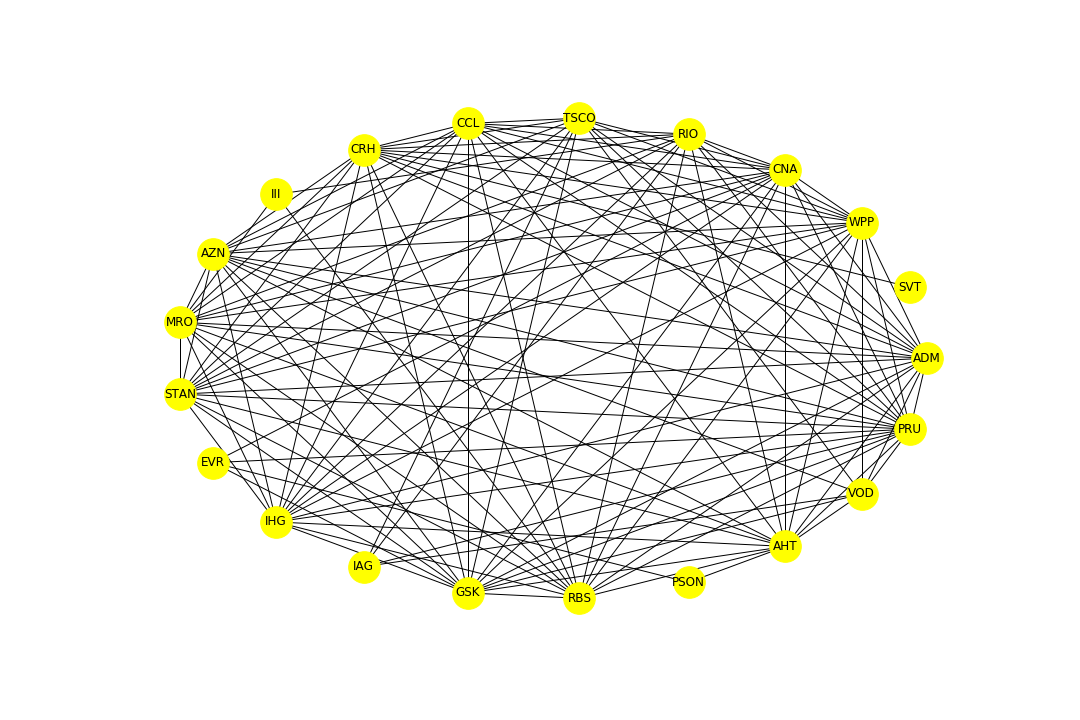 TSCO
CCL
RIO
CRH
CNA
III
WPP
AZN
SVT
MRO
ADM
STAN
PRU
EVR
VOD
IHG
AHT
IAG
PSON
GSK
RBS